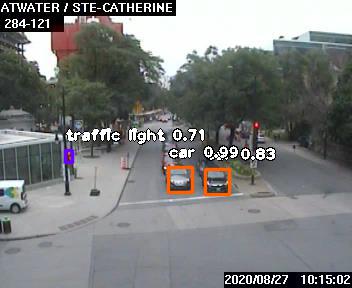 ATWATER / STE-CATHERINE
284-121
traffic light 0.71
car 0.99 0.83
2020/08/27 10:15:02